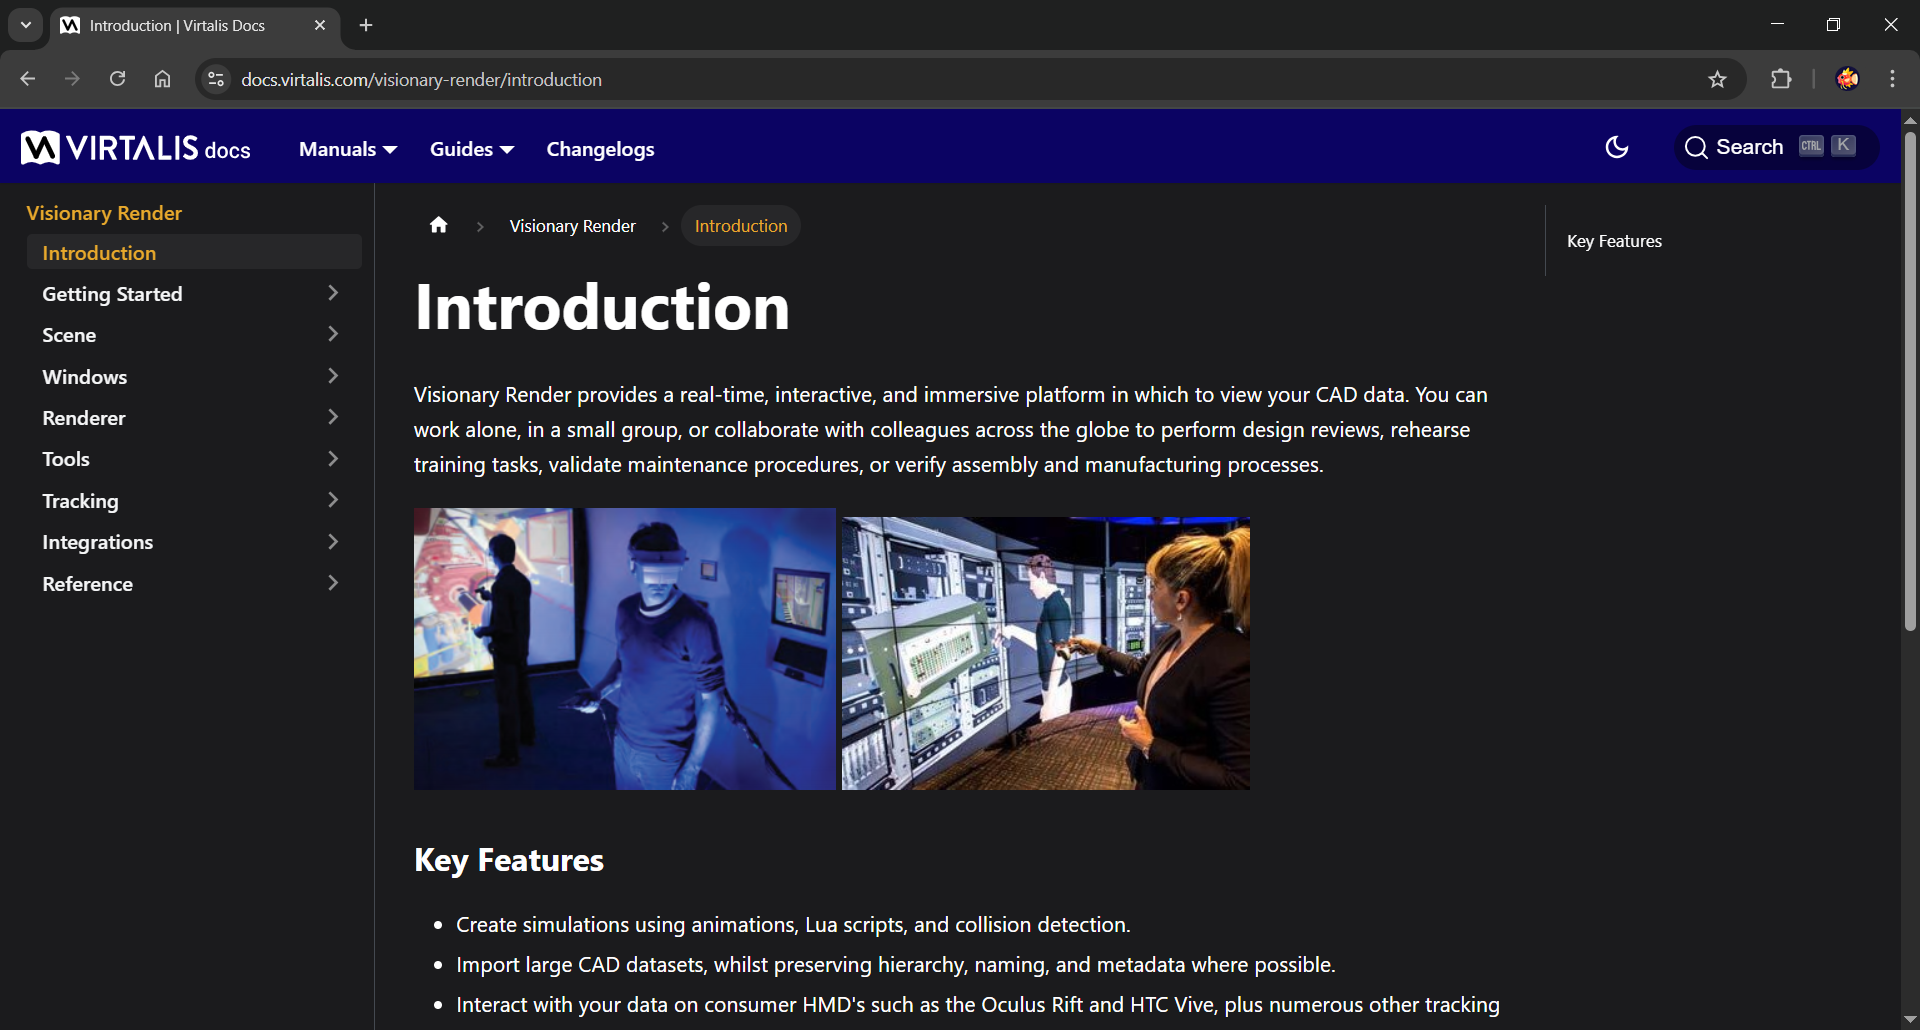 Introduction | Virtalis Docs
docs.virtalis.com/visionary-render/introduction
VIRTALIS docs
Manuals
Guides
Changelogs
Search
CTRL
K
Visionary Render
Introduction
Getting Started
Scene
Windows
Renderer
Tools
Tracking
Integrations
Reference
Visionary Render
Introduction
Introduction
Visionary Render provides a real-time, interactive, and immersive platform in which to view your CAD data. You can
work alone, in a small group, or collaborate with colleagues across the globe to perform design reviews, rehearse
training tasks, validate maintenance procedures, or verify assembly and manufacturing processes.
Key Features
• Create simulations using animations, Lua scripts, and collision detection.
• Import large CAD datasets, whilst preserving hierarchy, naming, and metadata where possible.
• Interact with your data on consumer HMD's such as the Oculus Rift and HTC Vive, plus numerous other tracking
Key Features